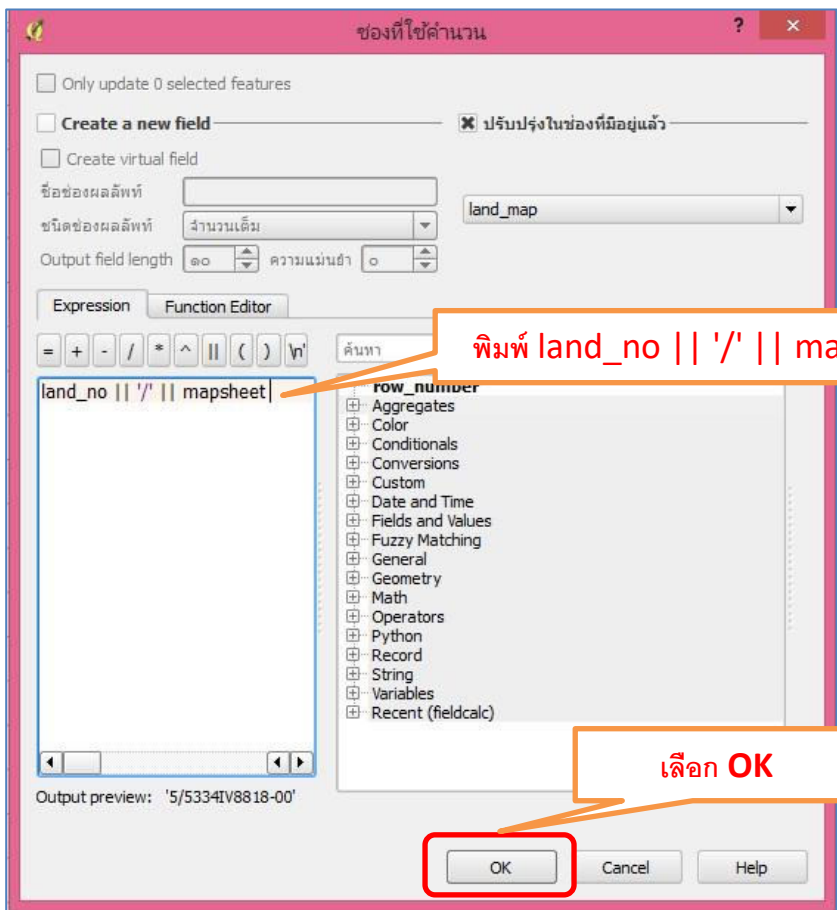 ช่องที่ใช้คำนวน
Only update 0 selected features
Create a new field
ปรับปรุ่งในช่องที่มือยู่แล้ว
Create virtual field
ชื่อช่องผลลัพท์
ชนิดช่องผลลัพท์ จำนวนเต็ม
land_map
Output field length ๑๐ ความแม่นยำ ๐
Expression Function Editor
= + - / * ^ || ( ) \n'
ค้นหา
พิมพ์ land_no || '/' || ma
land_no || '/' || mapsheet
row_number
Aggregates
Color
Conditionals
Conversions
Custom
Date and Time
Fields and Values
Fuzzy Matching
General
Geometry
Math
Operators
Python
Record
String
Variables
Recent (fieldcalc)
เลือก OK
Output preview: '5/5334IV8818-00'
OK Cancel Help